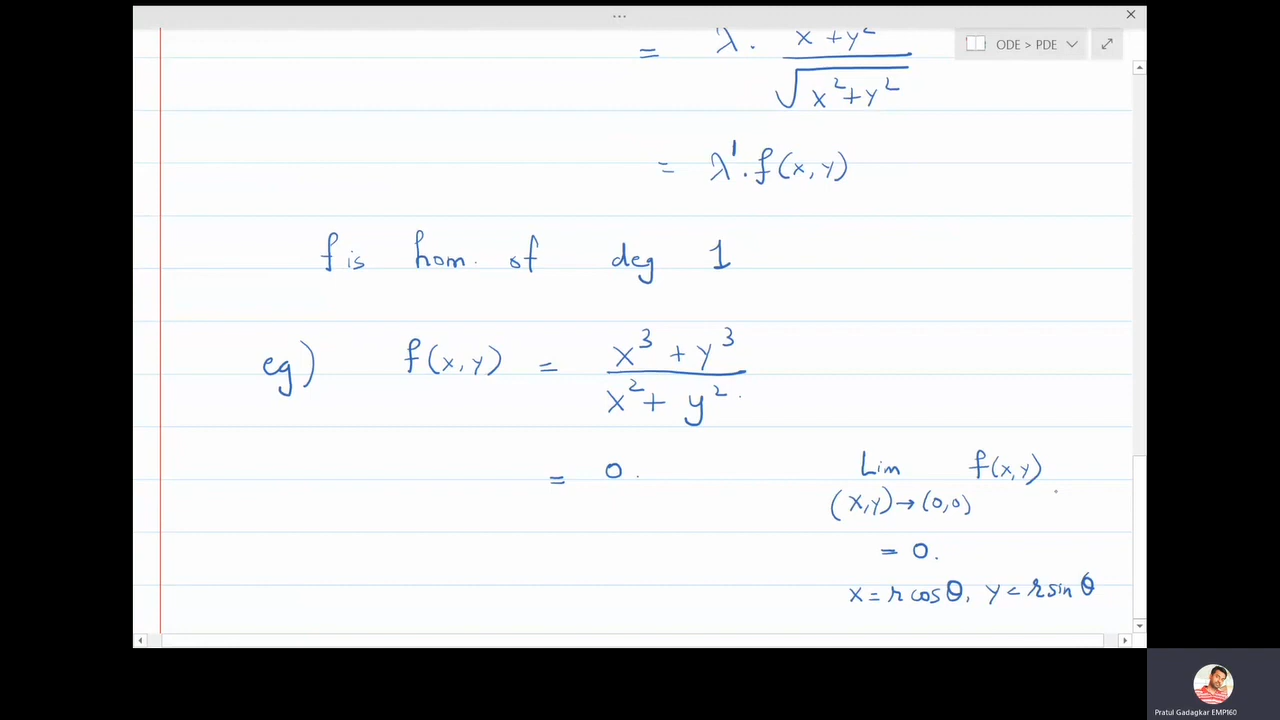 ODE > PDE
= λ . x + y² / √(x² + y²)
= λ¹ . f(x, y)
f is hom. of deg 1
eg) f(x, y) = x³ + y³ / x² + y²
= 0.
Lim f(x, y)
(x, y) → (0, 0)
= 0.
x = r cos θ, y = r sin θ
Pratul Gadagkar EMP160